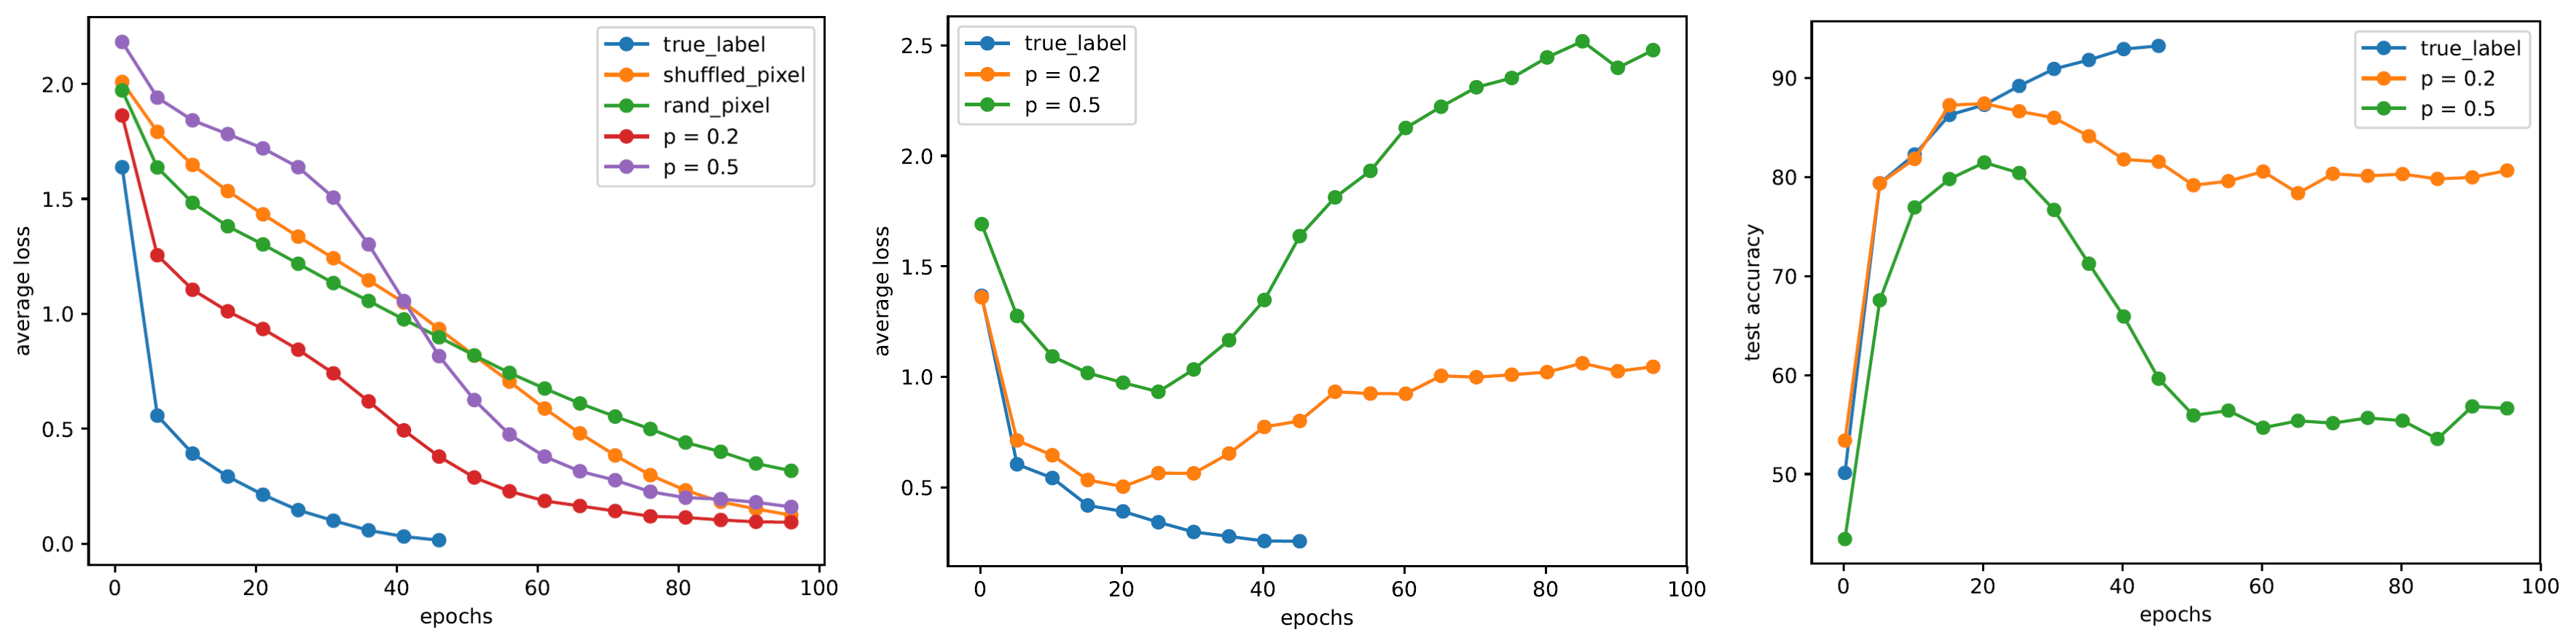 2.0
1.5
1.0
0.5
0.0
average loss
0
20
40
60
80
100
epochs
true_label
shuffled_pixel
rand_pixel
p = 0.2
p = 0.5
2.5
2.0
1.5
1.0
0.5
average loss
0
20
40
60
80
100
epochs
true_label
p = 0.2
p = 0.5
90
80
70
60
50
test accuracy
0
20
40
60
80
100
epochs
true_label
p = 0.2
p = 0.5